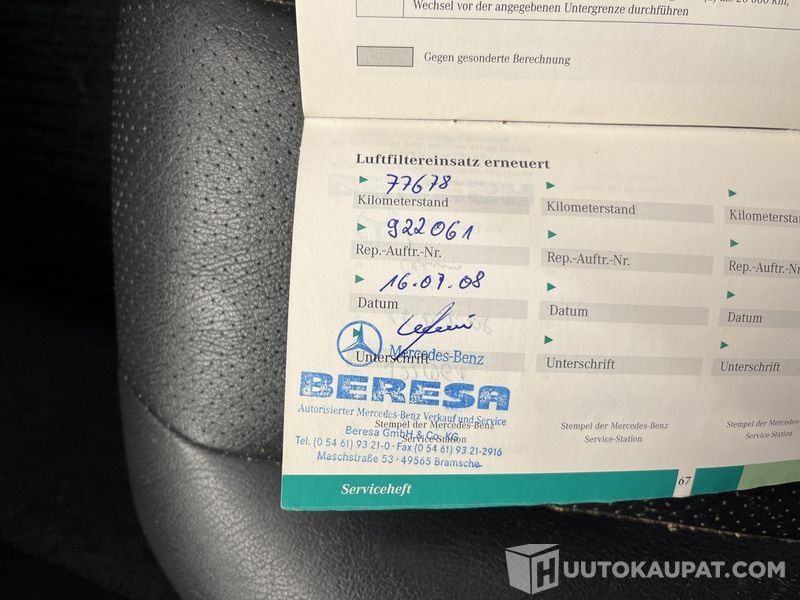 Wechsel vor der angegebenen Untergrenze durchführen
Gegen gesonderte Berechnung
Luftfiltereinsatz erneuert
77678
Kilometerstand
Kilometerstand
Kilometersta
922061
Rep.-Auftr.-Nr.
Rep.-Auftr.-Nr.
Rep.-Auftr.-N
16.07.08
Datum
Datum
Datum
Mercedes-Benz
Unterschrift
Unterschrift
Unterschrift
BERESA
Autorisierter Mercedes-Benz Verkauf und Service
Stempel der Mercedes-Benz
Service-Station
Stempel der Mercedes-Benz
Service-Station
Stempel der Mercedes-B
Service-Station
Beresa GmbH & Co. KG
Tel. (0 54 61) 93 21-0 · Fax (0 54 61) 93 21-2916
Maschstraße 53 · 49565 Bramsche
Serviceheft
67
HUUTOKAUPAT.COM